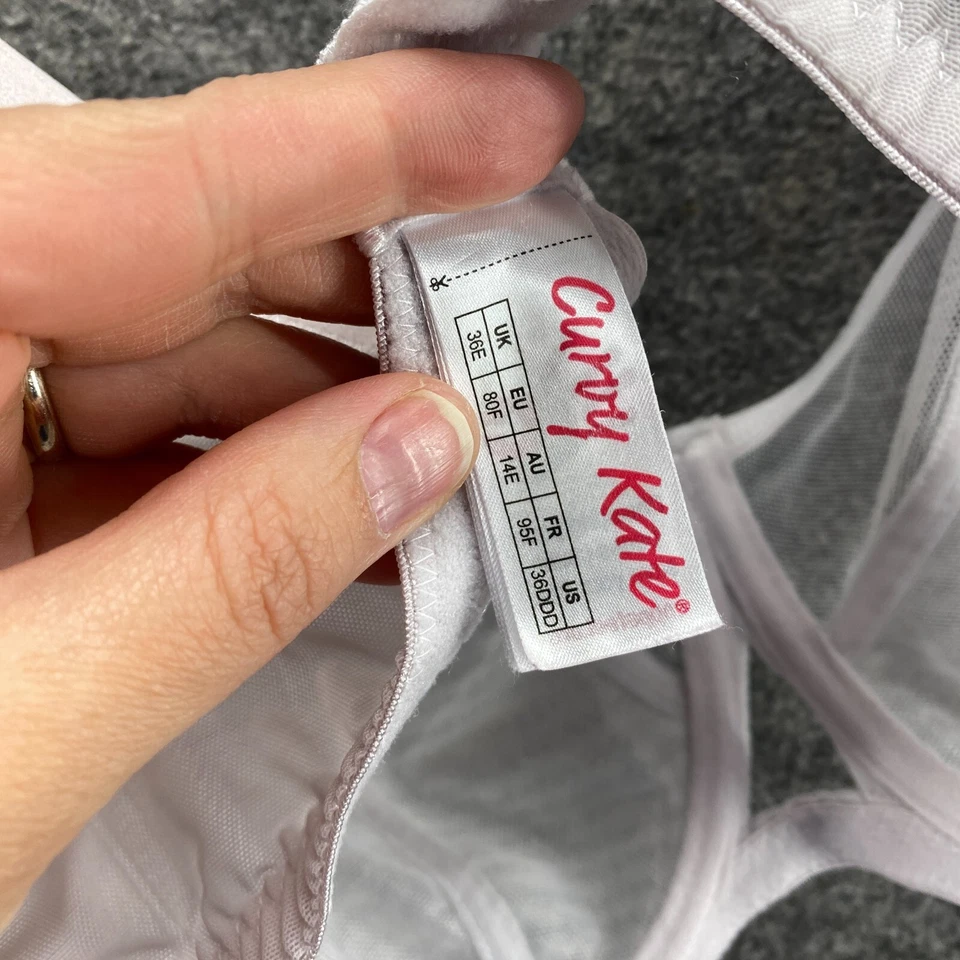 Curvy Kate®
UK EU AU FR US
36E 80F 14E 95F 36DDD